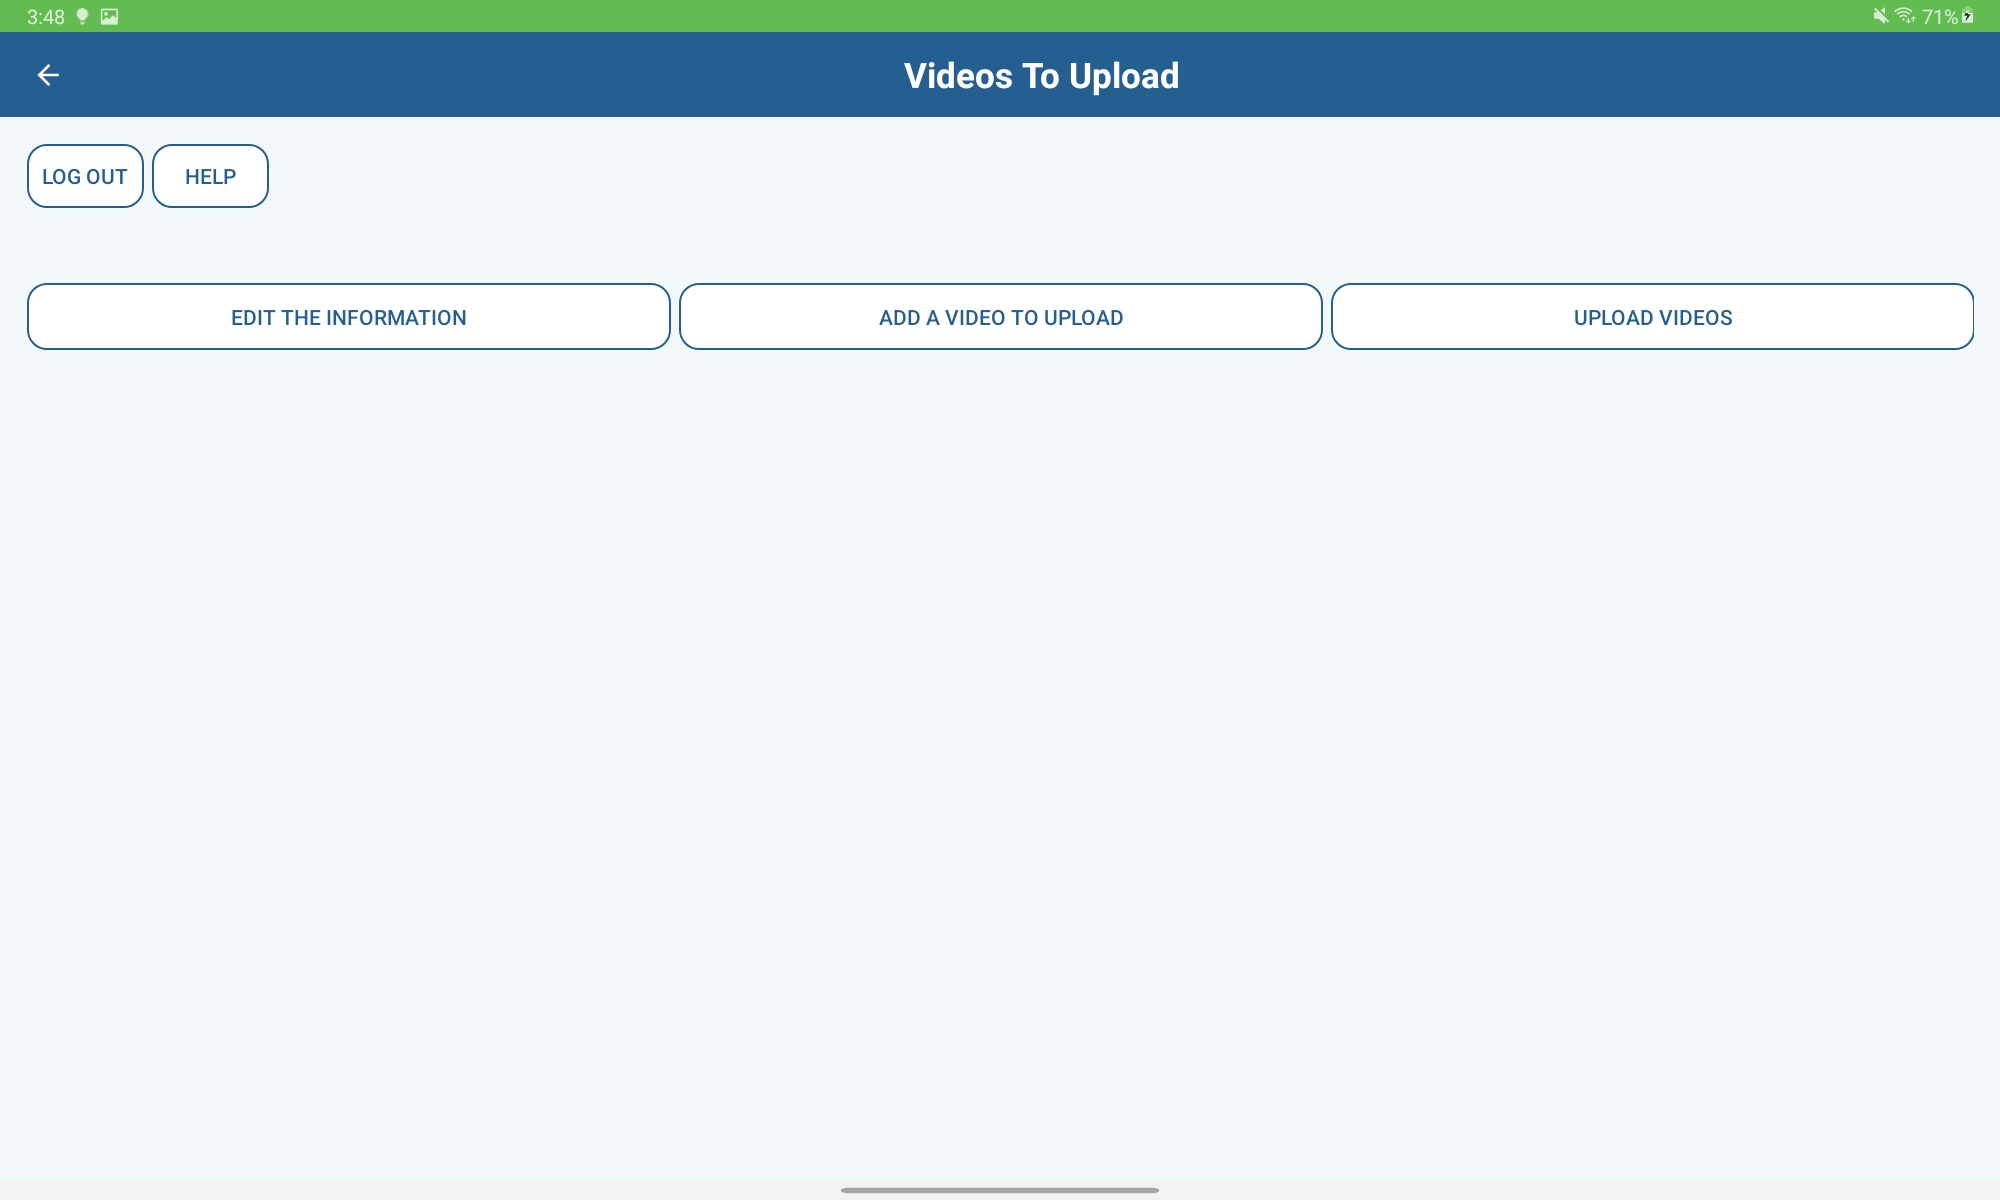 3:48 71%
Videos To Upload
LOG OUT HELP
EDIT THE INFORMATION ADD A VIDEO TO UPLOAD UPLOAD VIDEOS